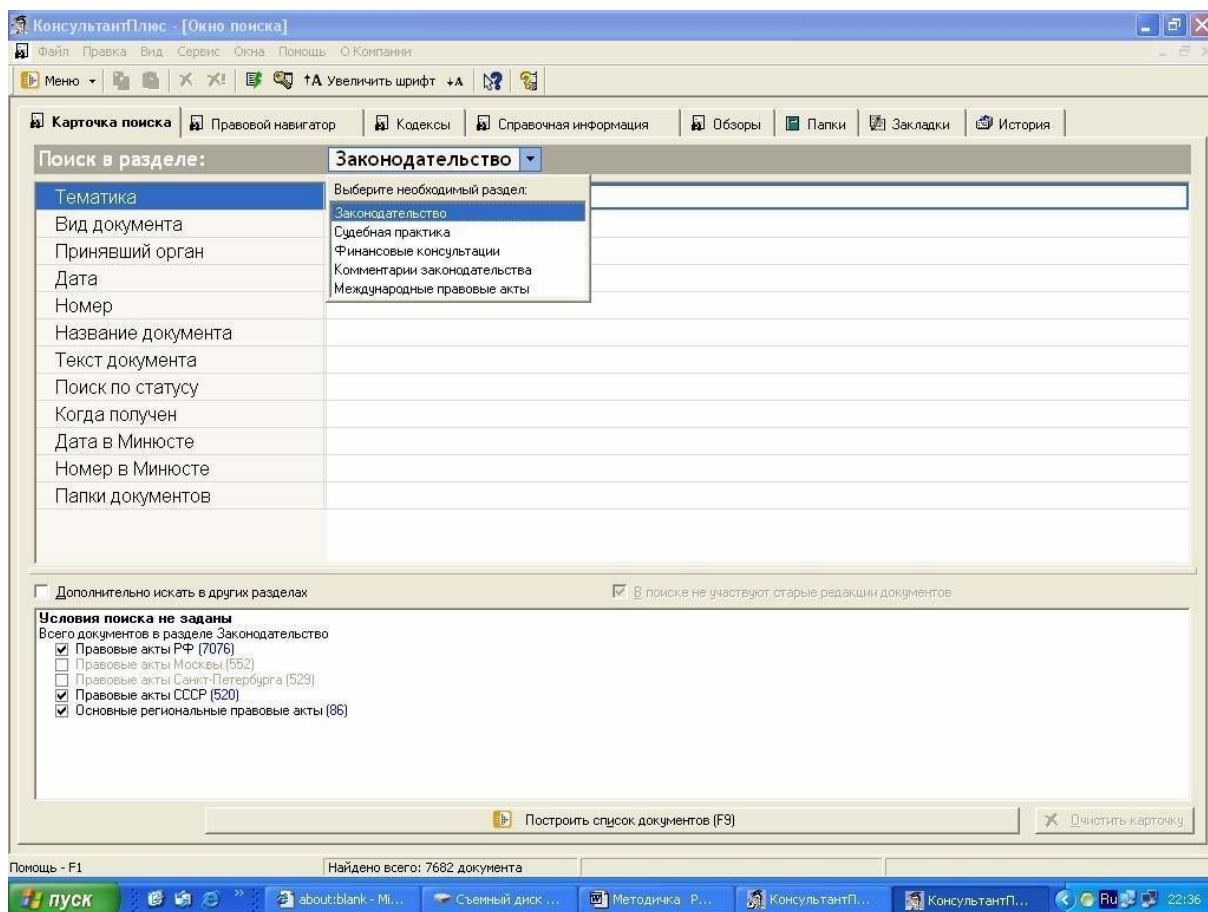 КонсультантПлюс - [Окно поиска]
Файл Правка Вид Сервис Окна Помощь О Компании
Меню Увеличить шрифт
Карточка поиска Правовой навигатор Кодексы Справочная информация Обзоры Папки Закладки История
Поиск в разделе: Законодательство
Выберите необходимый раздел:
Законодательство
Судебная практика
Финансовые консультации
Комментарии законодательства
Международные правовые акты
Тематика
Вид документа
Принявший орган
Дата
Номер
Название документа
Текст документа
Поиск по статусу
Когда получен
Дата в Минюсте
Номер в Минюсте
Папки документов
Дополнительно искать в других разделах В поиске не участвуют старые редакции документов
Условия поиска не заданы
Всего документов в разделе Законодательство
Правовые акты РФ (7076)
Правовые акты Москвы (552)
Правовые акты Санкт-Петербурга (529)
Правовые акты СССР (520)
Основные региональные правовые акты (86)
Построить список документов (F9) Очистить карточку
Помощь - F1 Найдено всего: 7682 документа
пуск about:blank - Mi... Съемный диск ... Методичка Р... КонсультантП... КонсультантП... Ru 22:36